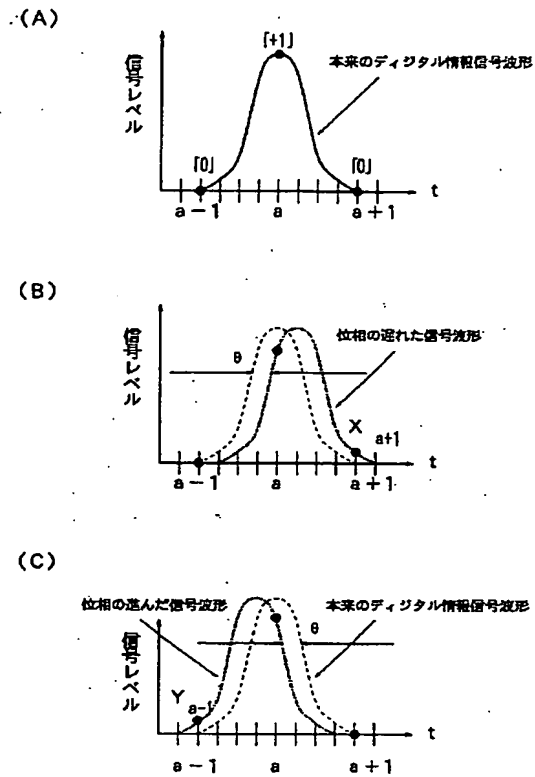 (A)
「+1」
信号レベル
本来のディジタル情報信号波形
「0」
「0」
t
a-1
a
a+1
(B)
信号レベル
位相の遅れた信号波形
θ
X
a+1
t
a-1
a
a+1
(C)
位相の進んだ信号波形
本来のディジタル情報信号波形
信号レベル
θ
Y
a-1
t
a-1
a
a+1